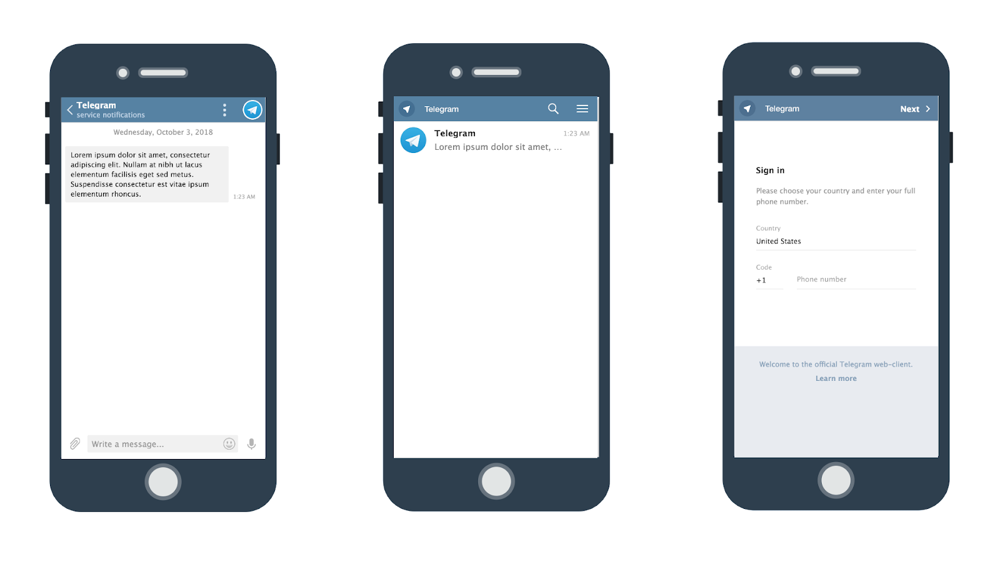 Telegram
service notifications
Wednesday, October 3, 2018
Lorem ipsum dolor sit amet, consectetur
adipiscing elit. Nullam at nibh ut lacus
elementum facilisis eget sed metus.
Suspendisse consectetur est vitae ipsum
elementum rhoncus.
1:23 AM
Write a message...
Telegram
Telegram
1:23 AM
Lorem ipsum dolor sit amet, ...
Telegram
Next
Sign in
Please choose your country and enter your full
phone number.
Country
United States
Code
+1
Phone number
Welcome to the official Telegram web-client.
Learn more